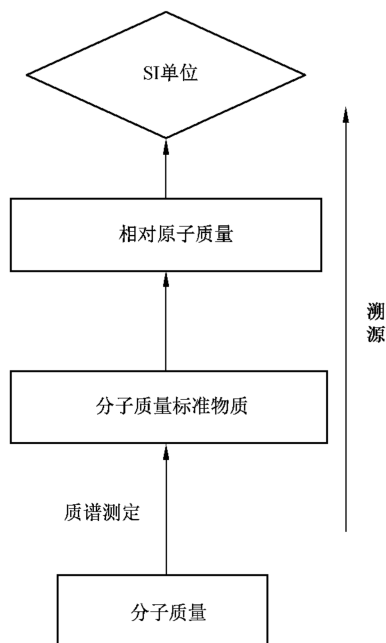 SI单位
相对原子质量
溯
源
分子质量标准物质
质谱测定
分子质量